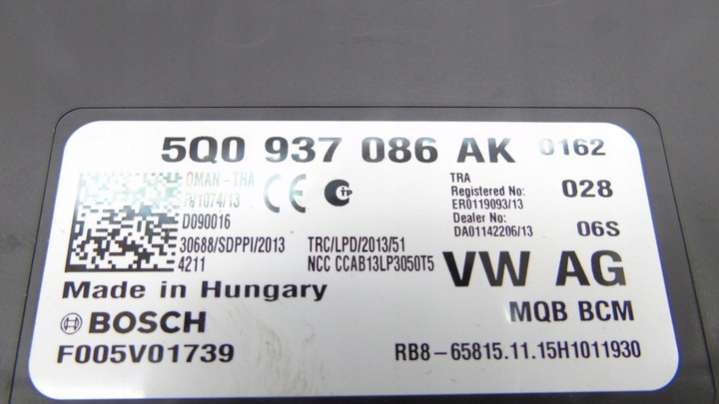 5Q0 937 086 AK 0162
OMAN - TRA
/13
D090016
30688/SDPPI/2013
4211
CE
TRC/LPD/2013/51
NCC CCAB13LP3050T5
TRA
Registered No:
ER0119093/13
Dealer No:
DA01142206/13
028
06S
VW AG
MQB BCM
Made in Hungary
BOSCH
F005V01739
RB8-65815.11.15H1011930